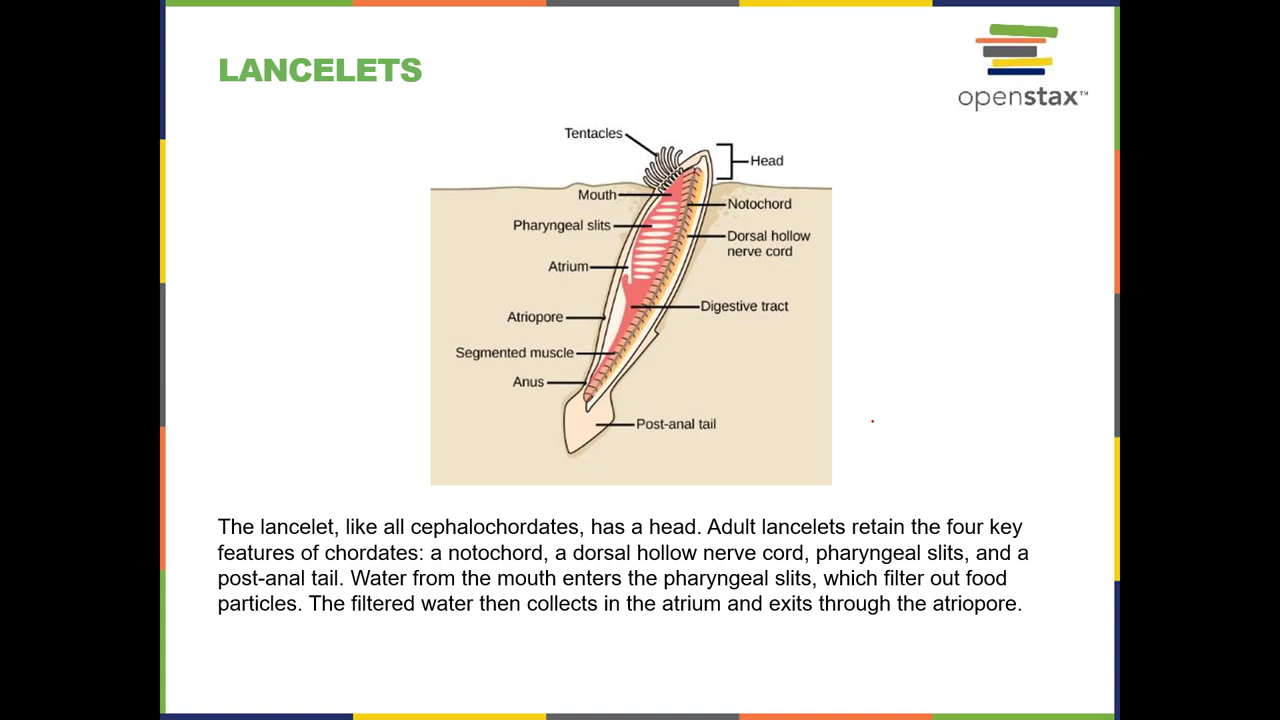 LANCELETS
openstax™
Tentacles
Head
Mouth
Notochord
Pharyngeal slits
Dorsal hollow
nerve cord
Atrium
Digestive tract
Atriopore
Segmented muscle
Anus
Post-anal tail
The lancelet, like all cephalochordates, has a head. Adult lancelets retain the four key
features of chordates: a notochord, a dorsal hollow nerve cord, pharyngeal slits, and a
post-anal tail. Water from the mouth enters the pharyngeal slits, which filter out food
particles. The filtered water then collects in the atrium and exits through the atriopore.